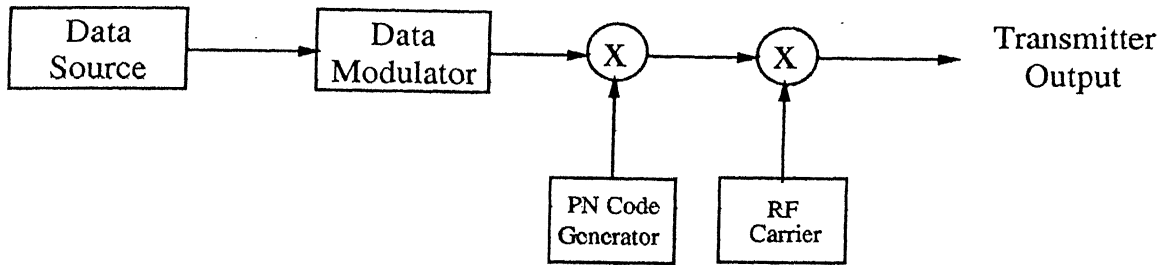 Data
Source
Data
Modulator
X
X
Transmitter
Output
PN Code
Generator
RF
Carrier